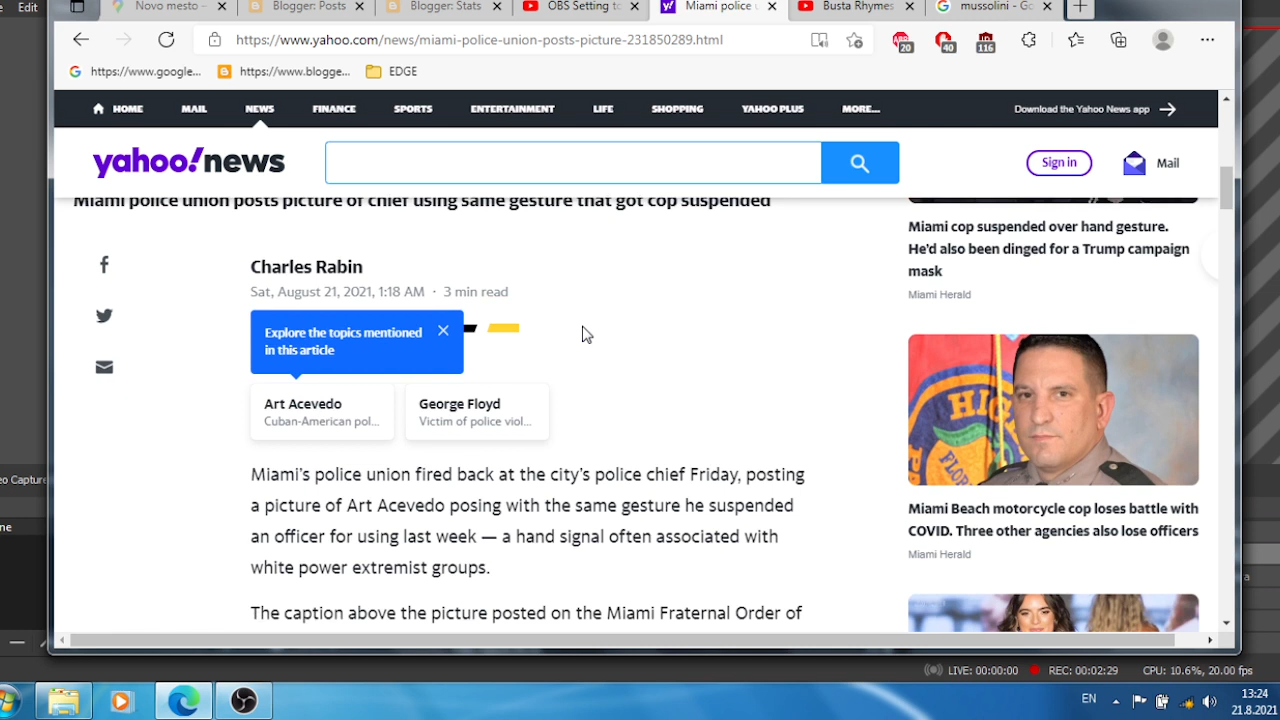 Edit
Novo mesto -
Blogger: Posts
Blogger: Stats
OBS Setting to
Miami police u
Busta Rhymes
mussolini - Go
https://www.yahoo.com/news/miami-police-union-posts-picture-231850289.html
20
40
116
https://www.google...
https://www.blogge...
EDGE
HOME
MAIL
NEWS
FINANCE
SPORTS
ENTERTAINMENT
LIFE
SHOPPING
YAHOO PLUS
MORE...
Download the Yahoo News app
yahoo!news
Sign in
Mail
Miami police union posts picture of chief using same gesture that got cop suspended
Charles Rabin
Sat, August 21, 2021, 1:18 AM · 3 min read
Explore the topics mentioned
in this article
Art Acevedo
Cuban-American pol...
George Floyd
Victim of police viol...
Miami's police union fired back at the city's police chief Friday, posting
a picture of Art Acevedo posing with the same gesture he suspended
an officer for using last week — a hand signal often associated with
white power extremist groups.
The caption above the picture posted on the Miami Fraternal Order of
Miami cop suspended over hand gesture.
He'd also been dinged for a Trump campaign
mask
Miami Herald
HIG
FLOR
Miami Beach motorcycle cop loses battle with
COVID. Three other agencies also lose officers
Miami Herald
eo Capture
ne
LIVE: 00:00:00
REC: 00:02:29
CPU: 10.6%, 20.00 fps
EN
13:24
21.8.2021